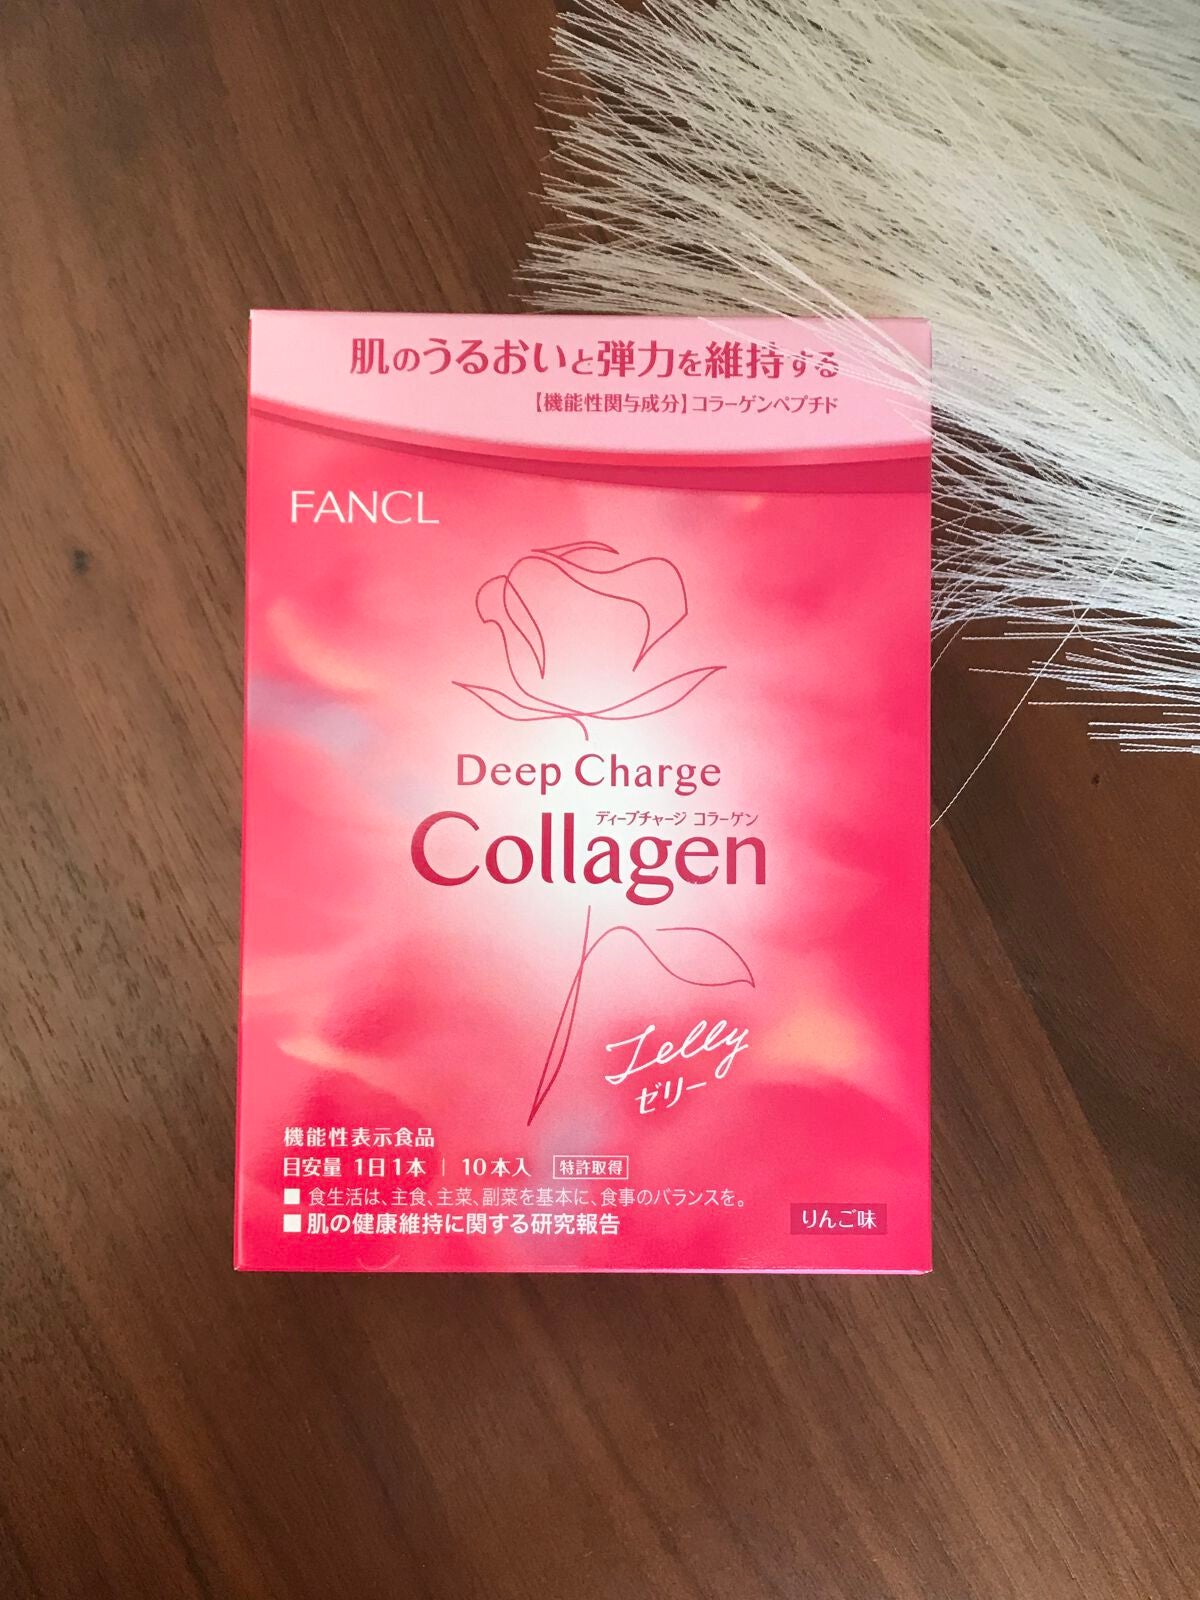 肌のうるおいと弾力を維持する
【機能性関与成分】コラーゲンペプチド
FANCL
Deep Charge
ディープチャージ コラーゲン
Collagen
Jelly
ゼリー
機能性表示食品
目安量 1日1本 | 10本入 特許取得
■ 食生活は、主食、主菜、副菜を基本に、食事のバランスを。
■ 肌の健康維持に関する研究報告
りんご味